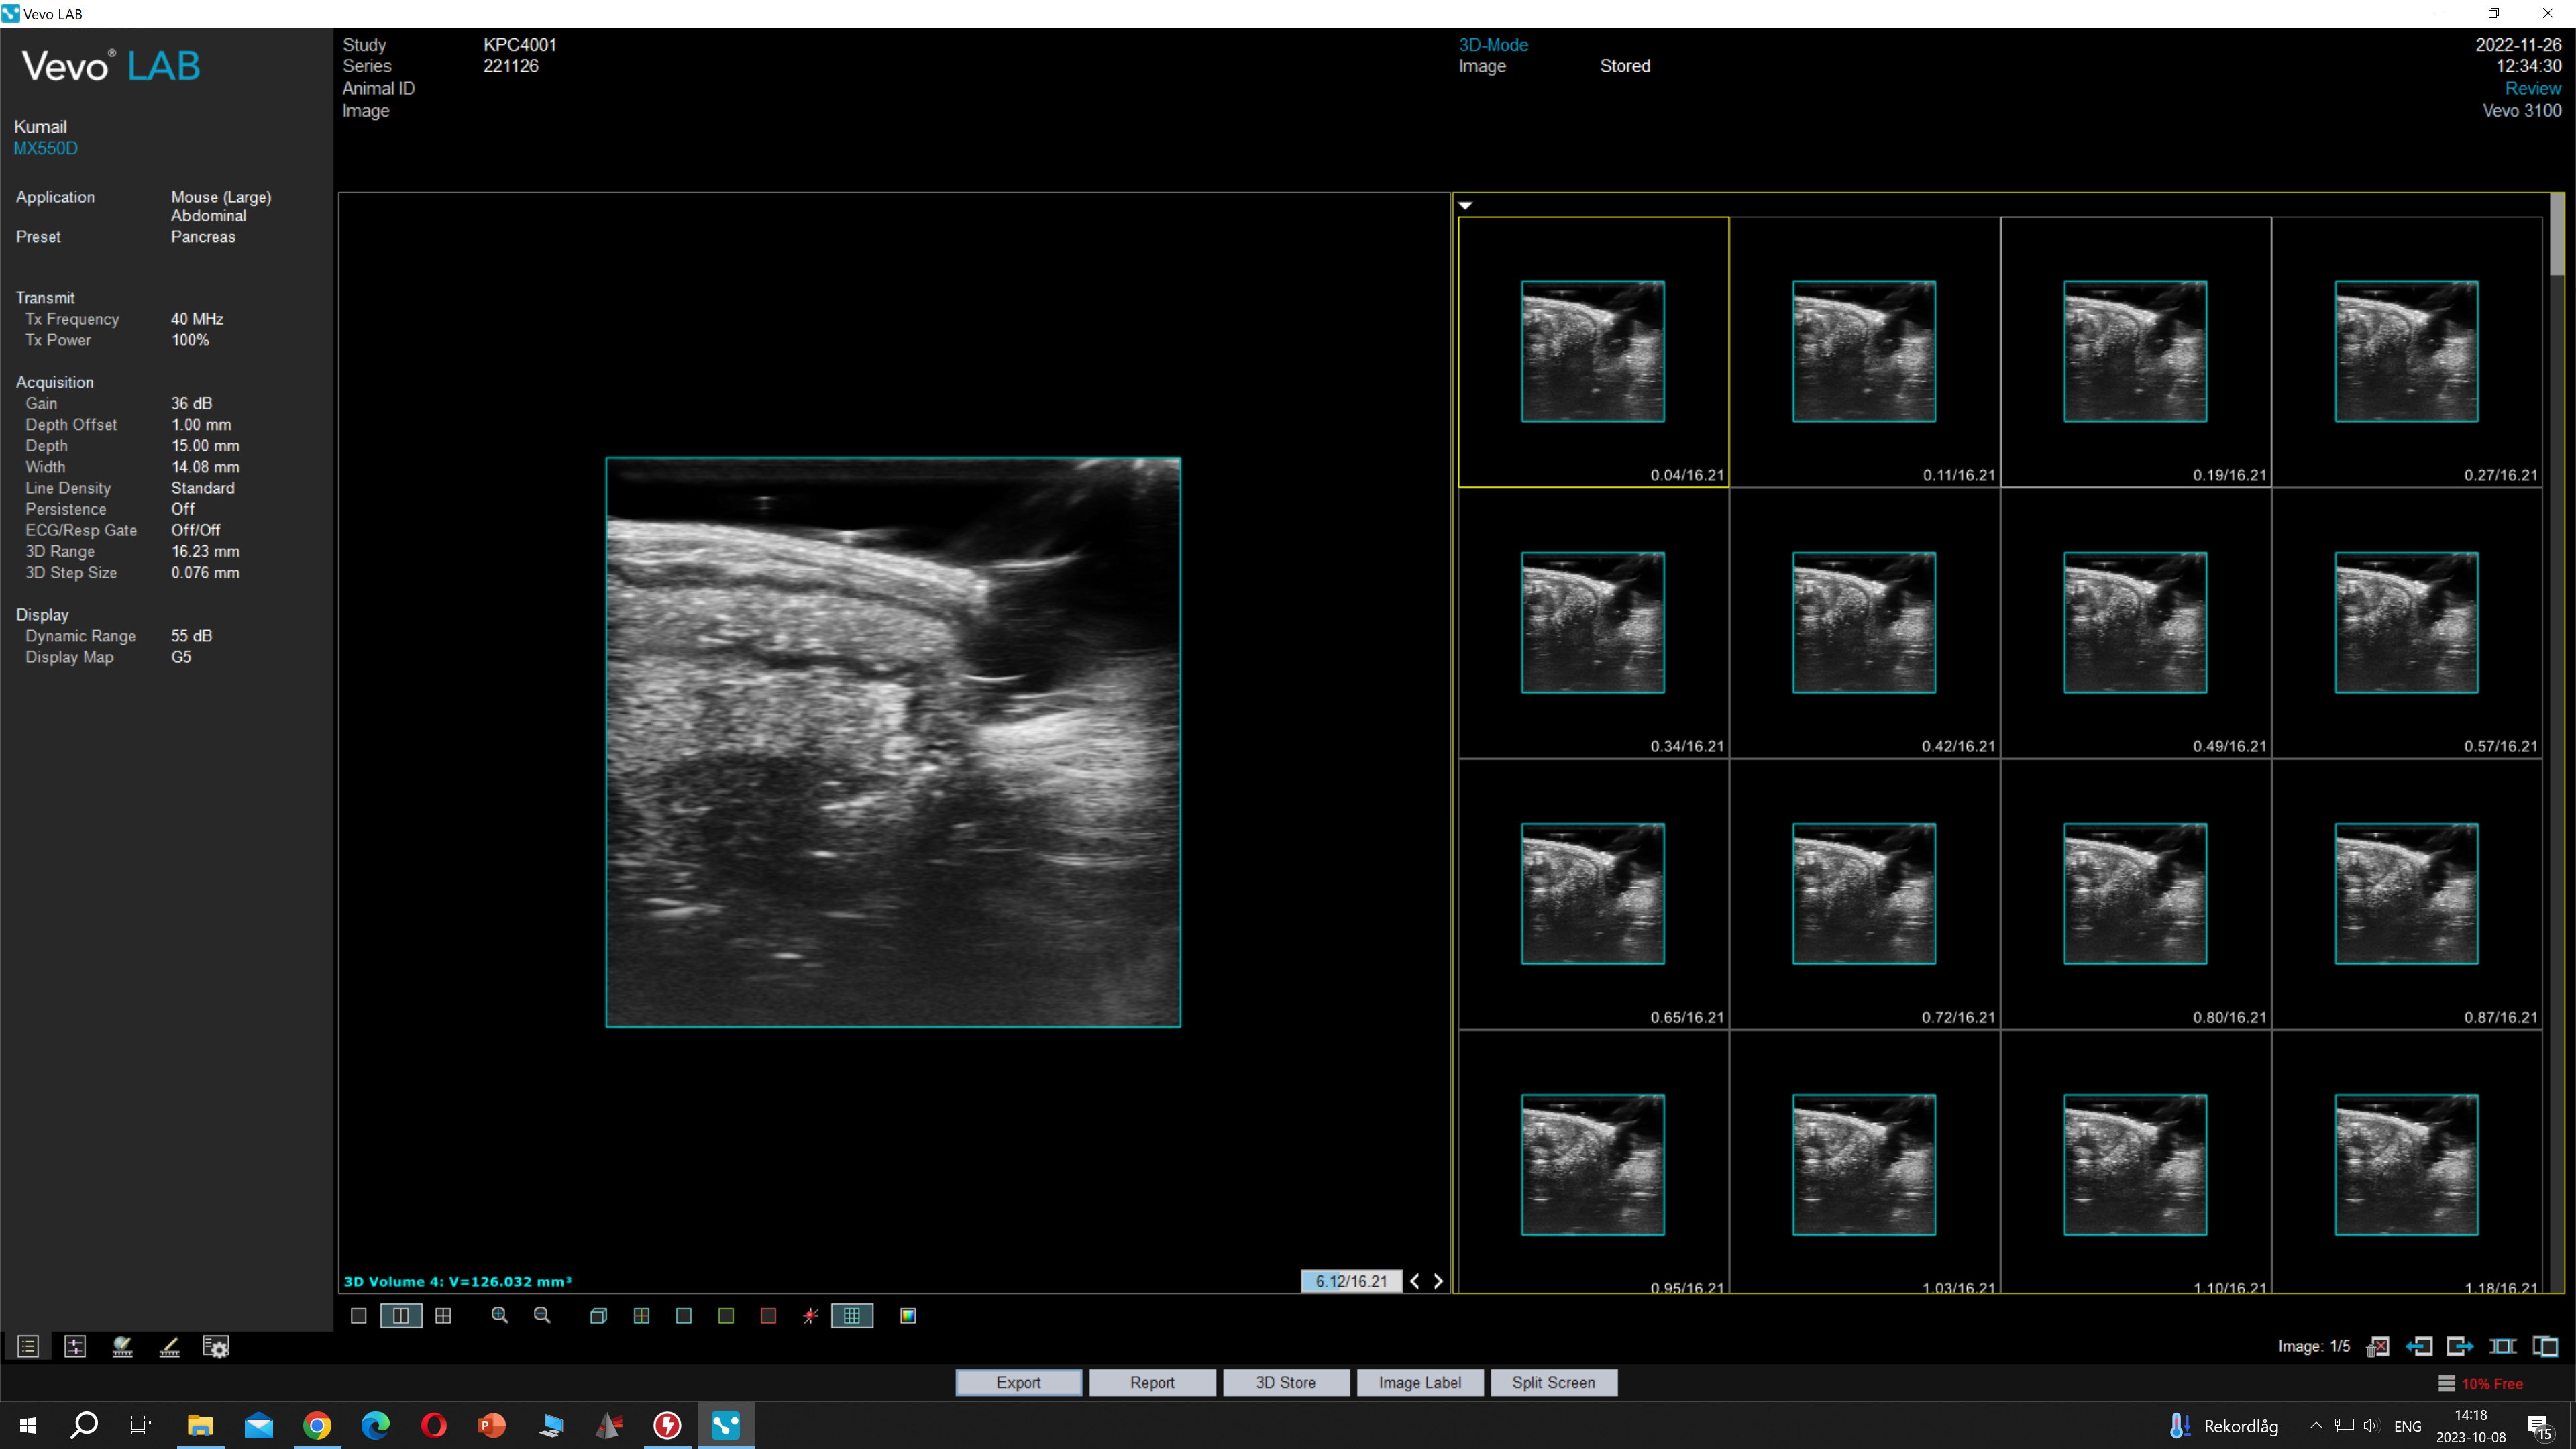 Vevo LAB
Vevo® LAB
Kumail
MX550D
Application Mouse (Large)
Abdominal
Preset Pancreas
Transmit
Tx Frequency 40 MHz
Tx Power 100%
Acquisition
Gain 36 dB
Depth Offset 1.00 mm
Depth 15.00 mm
Width 14.08 mm
Line Density Standard
Persistence Off
ECG/Resp Gate Off/Off
3D Range 16.23 mm
3D Step Size 0.076 mm
Display
Dynamic Range 55 dB
Display Map G5
Study KPC4001
Series 221126
Animal ID
Image
3D-Mode
Image Stored
2022-11-26
12:34:30
Review
Vevo 3100
0.04/16.21 0.11/16.21 0.19/16.21 0.27/16.21
0.34/16.21 0.42/16.21 0.49/16.21 0.57/16.21
0.65/16.21 0.72/16.21 0.80/16.21 0.87/16.21
0.95/16.21 1.03/16.21 1.10/16.21 1.18/16.21
3D Volume 4: V=126.032 mm³
6.12/16.21
Image: 1/5
Export Report 3D Store Image Label Split Screen
10% Free
Rekordlåg
ENG
14:18
2023-10-08
15